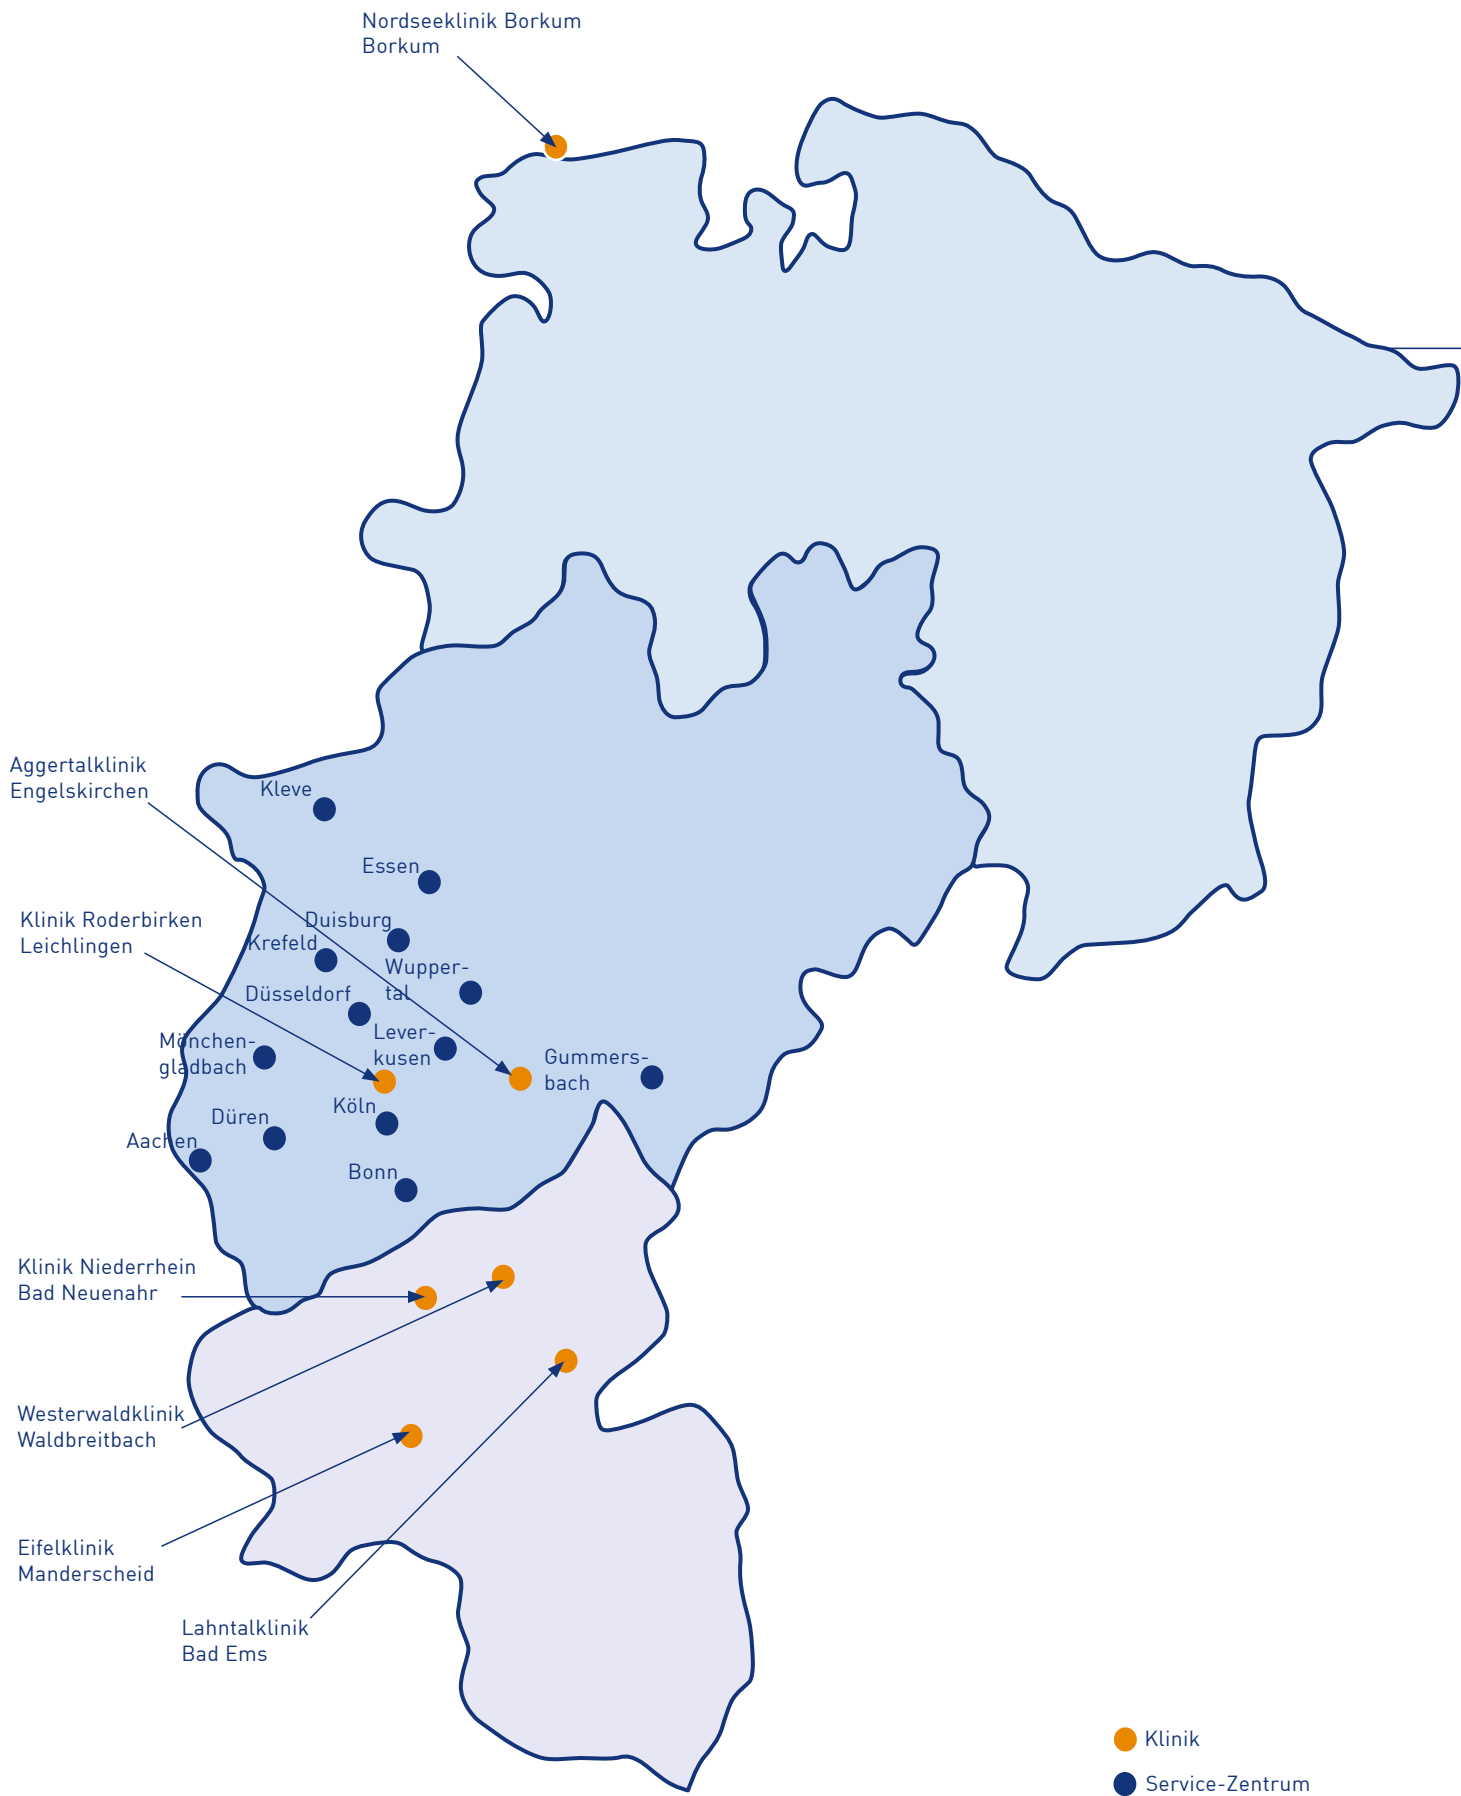 Nordseeklinik Borkum
Borkum
Aggertalklinik
Engelskirchen
Kleve
Essen
Klinik Roderbirken
Leichlingen
Duisburg
Krefeld
Wupper-
tal
Düsseldorf
Lever-
kusen
Mönchen-
gladbach
Gummers-
bach
Köln
Düren
Aachen
Bonn
Klinik Niederrhein
Bad Neuenahr
Westerwaldklinik
Waldbreitbach
Eifelklinik
Manderscheid
Lahntalklinik
Bad Ems
Klinik
Service-Zentrum